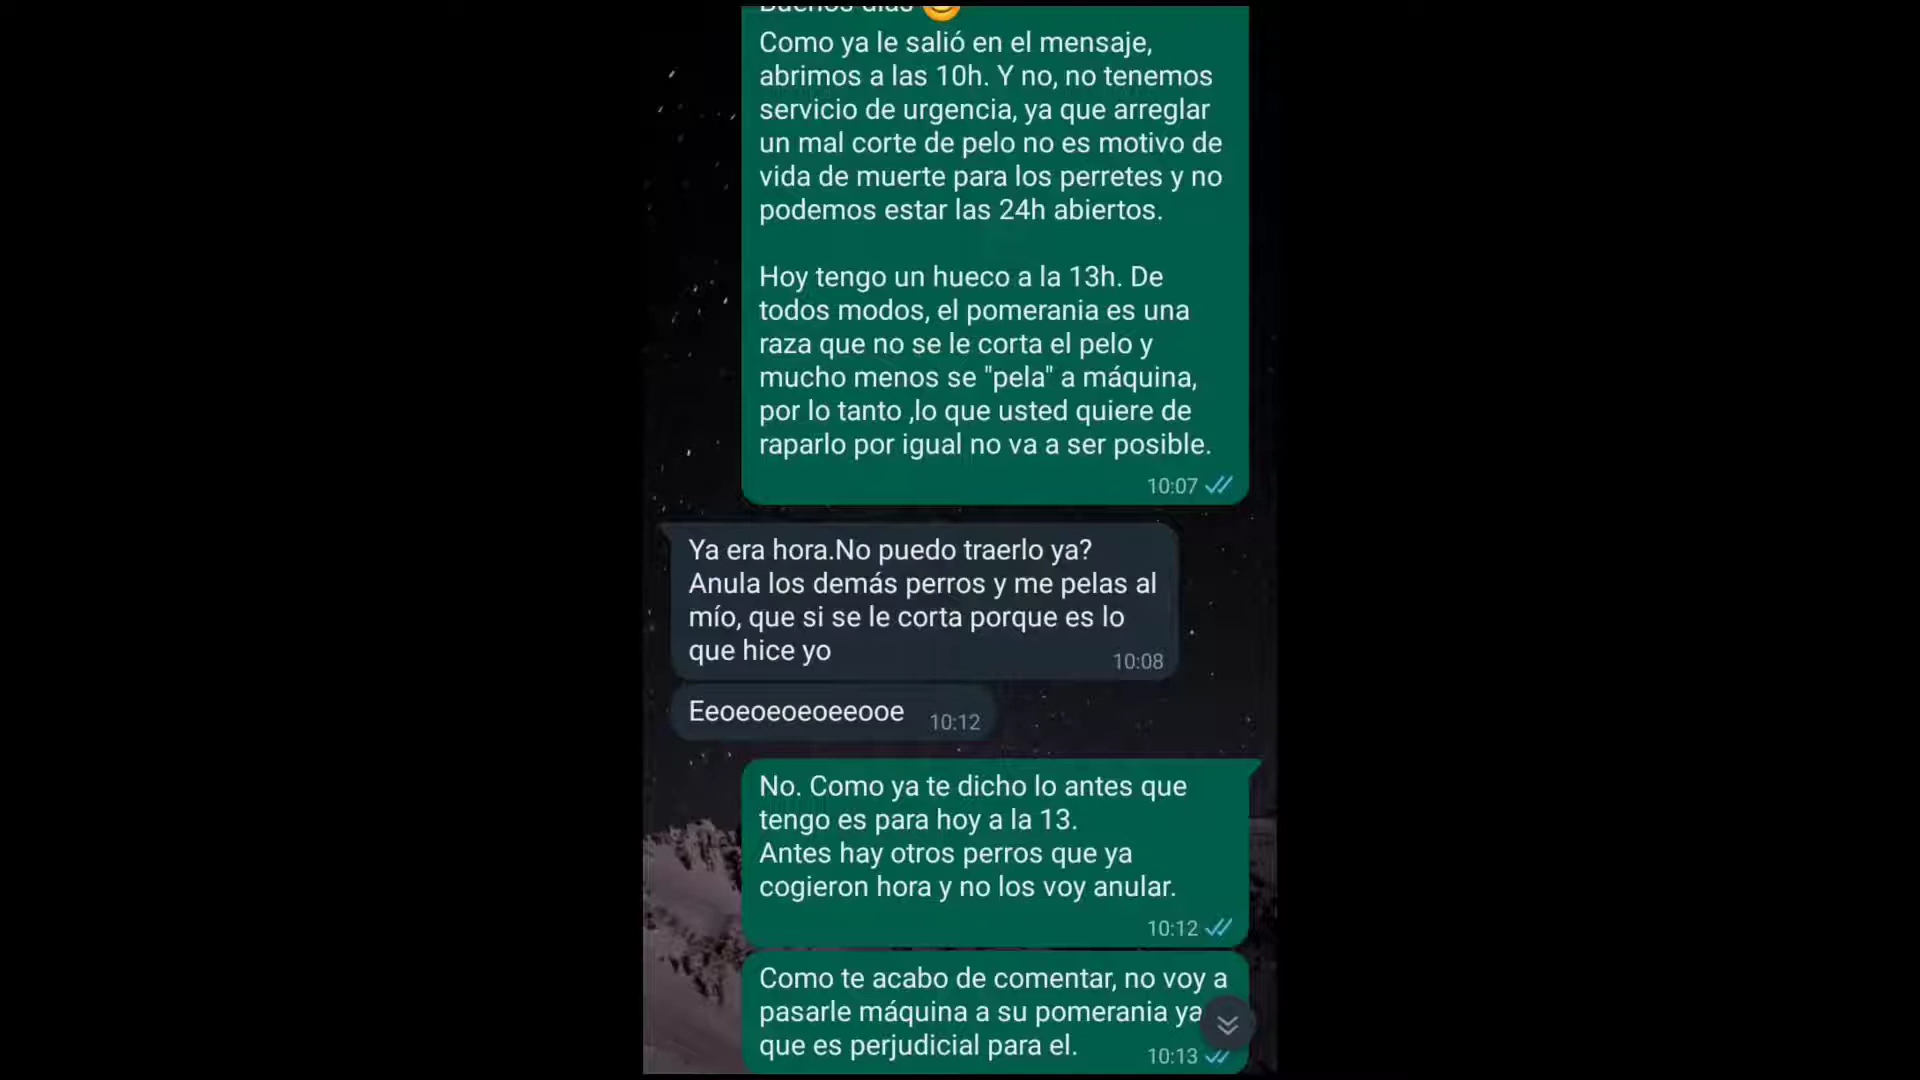 Buenos días
Como ya le salió en el mensaje,
abrimos a las 10h. Y no, no tenemos
servicio de urgencia, ya que arreglar
un mal corte de pelo no es motivo de
vida de muerte para los perretes y no
podemos estar las 24h abiertos.
Hoy tengo un hueco a la 13h. De
todos modos, el pomerania es una
raza que no se le corta el pelo y
mucho menos se "pela" a máquina,
por lo tanto ,lo que usted quiere de
raparlo por igual no va a ser posible.
10:07
Ya era hora.No puedo traerlo ya?
Anula los demás perros y me pelas al
mío, que si se le corta porque es lo
que hice yo
10:08
Eeoeoeoeoeeooe
10:12
No. Como ya te dicho lo antes que
tengo es para hoy a la 13.
Antes hay otros perros que ya
cogieron hora y no los voy anular.
10:12
Como te acabo de comentar, no voy a
pasarle máquina a su pomerania ya
que es perjudicial para el.
10:13